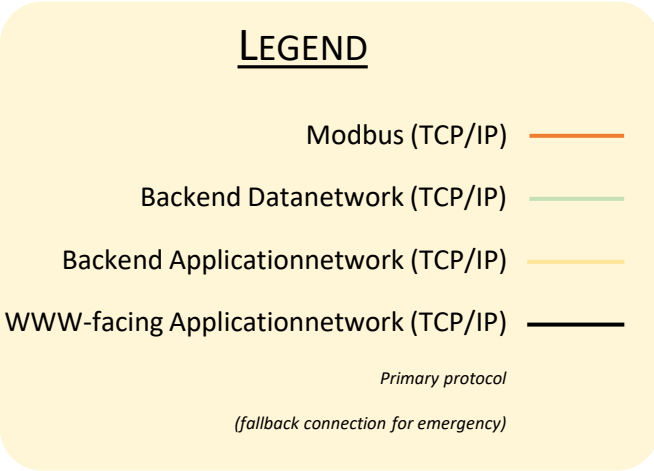 LEGEND
Modbus (TCP/IP)
Backend Datanetwork (TCP/IP)
Backend Applicationnetwork (TCP/IP)
WWW-facing Applicationnetwork (TCP/IP)
Primary protocol
(fallback connection for emergency)